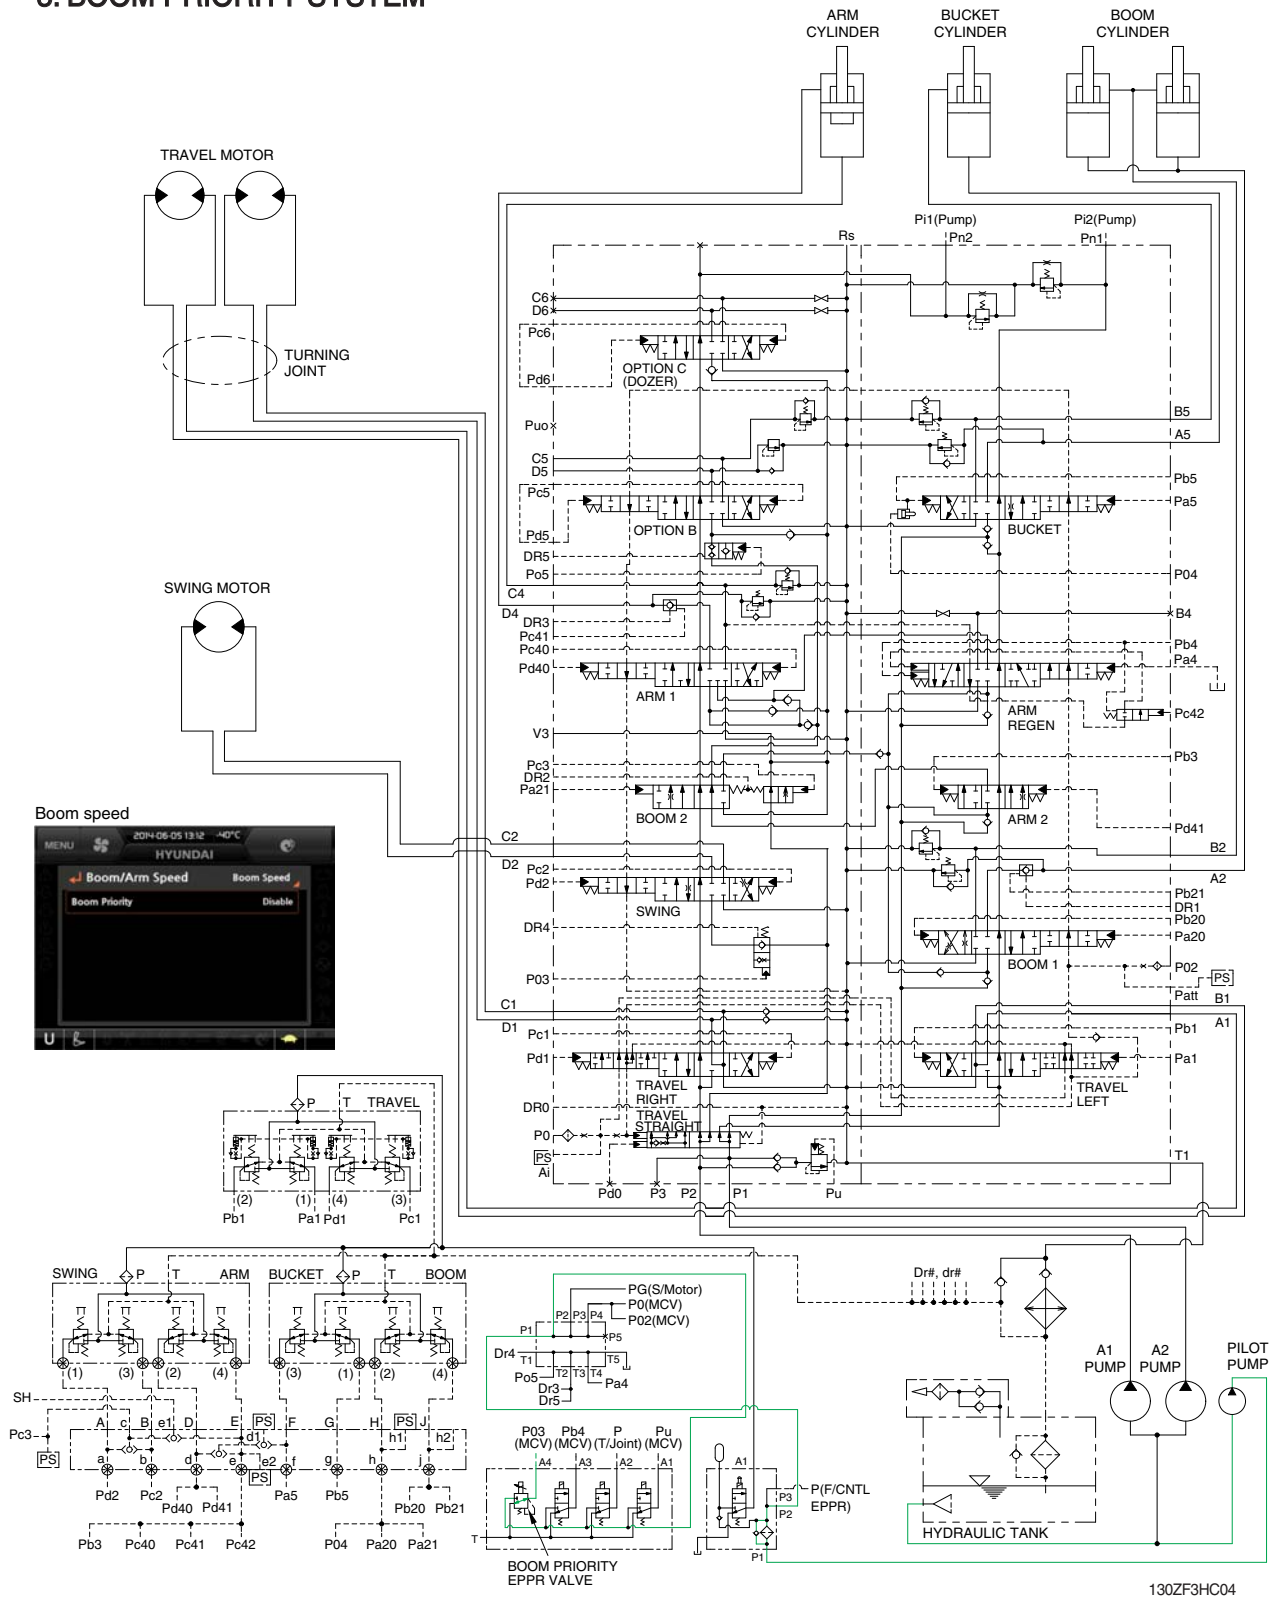 BOOM PRIORITY SYSTEM
ARM
CYLINDER
BUCKET
CYLINDER
BOOM
CYLINDER
TRAVEL MOTOR
TURNING
JOINT
SWING MOTOR
Pi1(Pump)
Pn2
Pi2(Pump)
Pn1
Rs
C6
D6
Pc6
Pd6
OPTION C
(DOZER)
Puo
C5
D5
Pc5
Pd5
OPTION B
DR5
Po5
C4
D4
DR3
Pc41
Pc40
Pd40
ARM 1
V3
Pc3
DR2
Pa21
BOOM 2
C2
D2
Pc2
Pd2
SWING
DR4
P03
C1
D1
Pc1
Pd1
TRAVEL
RIGHT
DR0
TRAVEL
STRAIGHT
P0
PS
Ai
Pd0
P3
P2
P1
Pu
B5
A5
Pb5
Pa5
BUCKET
P04
B4
Pb4
Pa4
ARM
REGEN
Pc42
Pb3
ARM 2
Pd41
B2
A2
Pb21
DR1
Pb20
Pa20
BOOM 1
P02
PS
Patt
B1
A1
Pb1
Pa1
TRAVEL
LEFT
T1
Boom speed
MENU
2014-06-05 13:12
-40°C
HYUNDAI
Boom/Arm Speed
Boom Speed
Boom Priority
Disable
U
P
T
TRAVEL
(2)
(1)
(4)
(3)
Pb1
Pa1
Pd1
Pc1
SWING
P
T
ARM
BUCKET
P
T
BOOM
(1)
(3)
(2)
(4)
(3)
(1)
(2)
(4)
SH
Pc3
PS
A
c
B
e1
D
E
PS
F
G
H
PS
J
d1
h1
h2
a
b
d
e
e2
f
g
h
j
PS
Pd2
Pc2
Pd40
Pd41
Pa5
Pb5
Pb20
Pb21
Pb3
Pc40
Pc41
Pc42
P04
Pa20
Pa21
PG(S/Motor)
P0(MCV)
P02(MCV)
P2
P3
P4
P1
P5
Dr4
T1
T2
T3
T4
T5
Po5
Dr3
Dr5
Pa4
P03
(MCV)
Pb4
(MCV)
P
(T/Joint)
Pu
(MCV)
A4
A3
A2
A1
T
BOOM PRIORITY
EPPR VALVE
A1
P3
P2
P1
P(F/CNTL
EPPR)
Dr#, dr#
A1
PUMP
A2
PUMP
PILOT
PUMP
HYDRAULIC TANK
130ZF3HC04